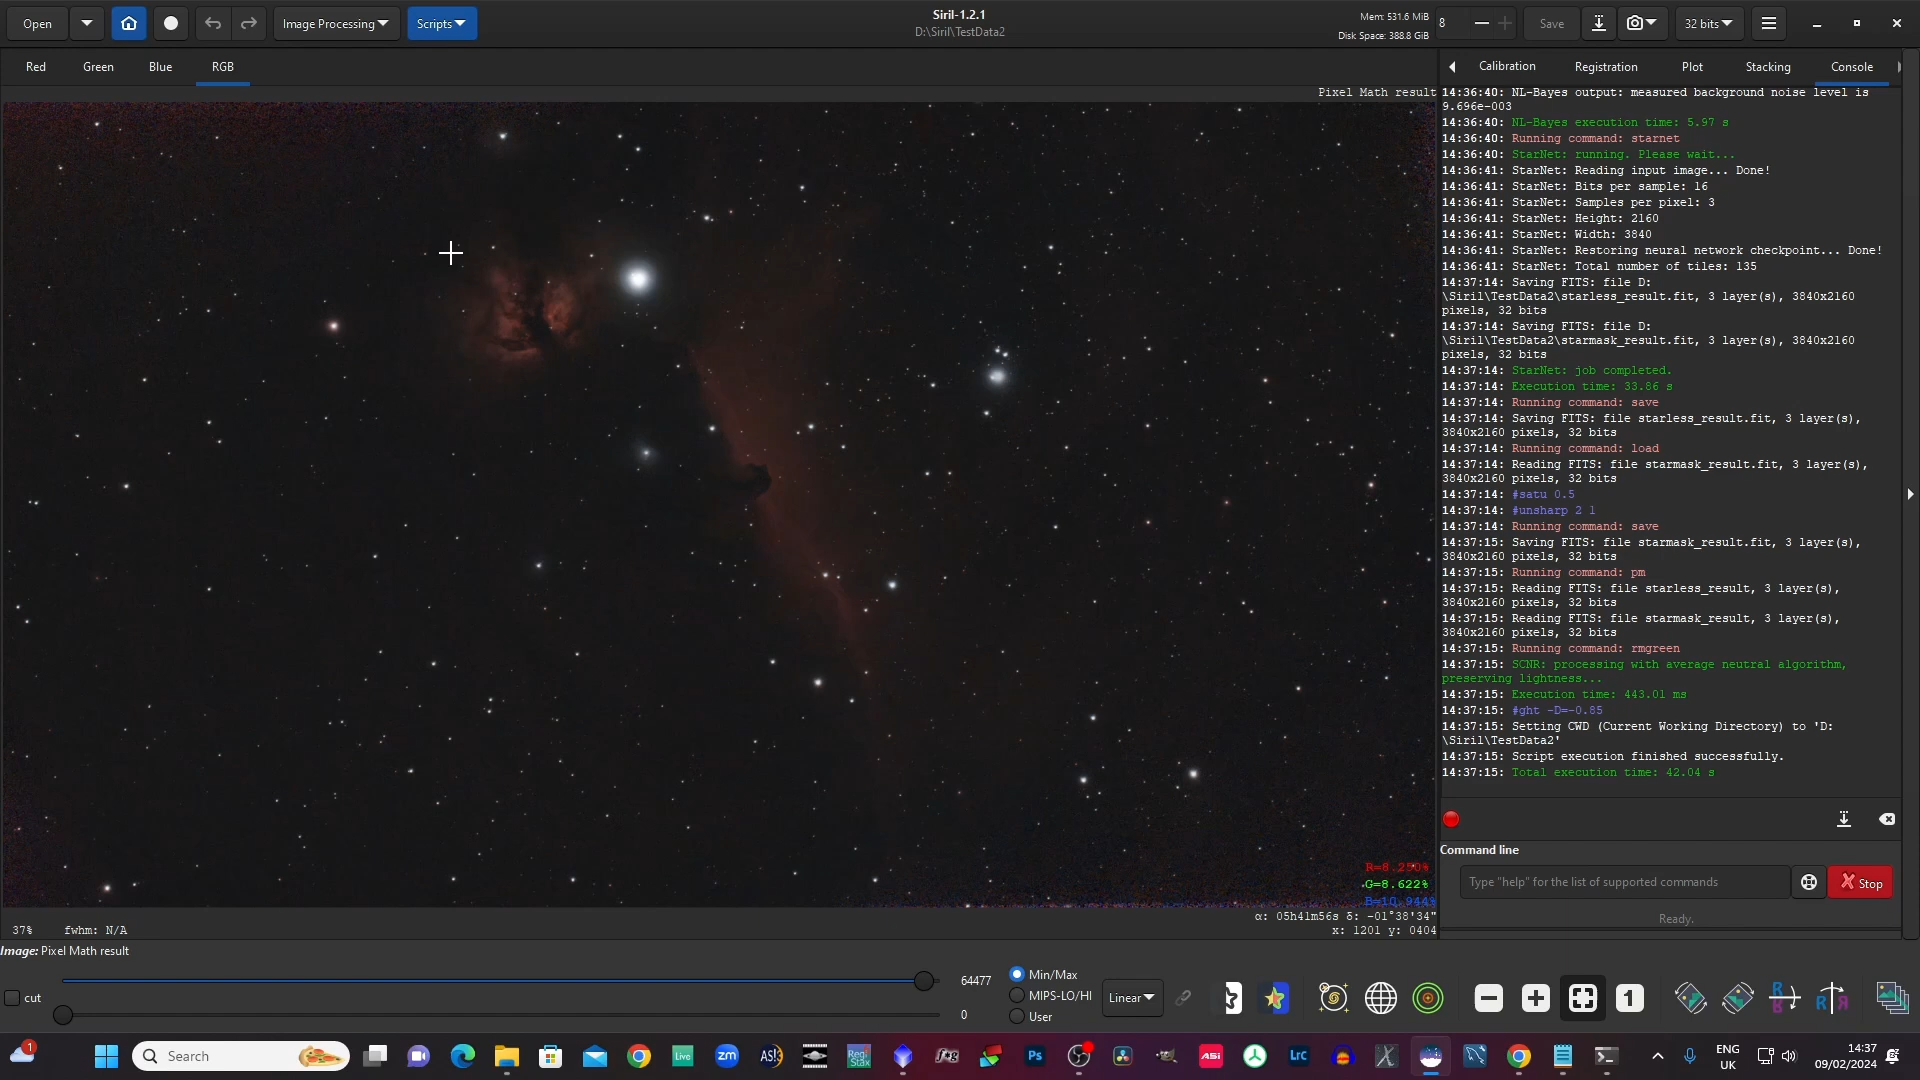 Open
Image Processing
Scripts
Siril-1.2.1
D:\Siril\TestData2
Mem: 531.6 MiB
Disk Space: 388.8 GiB
8
Save
32 bits
Red Green Blue RGB
Calibration Registration Plot Stacking Console
Pixel Math result
14:36:40: NL-Bayes output: measured background noise level is
9.696e-003
14:36:40: NL-Bayes execution time: 5.97 s
14:36:40: Running command: starnet
14:36:40: StarNet: running. Please wait...
14:36:41: StarNet: Reading input image... Done!
14:36:41: StarNet: Bits per sample: 16
14:36:41: StarNet: Samples per pixel: 3
14:36:41: StarNet: Height: 2160
14:36:41: StarNet: Width: 3840
14:36:41: StarNet: Restoring neural network checkpoint... Done!
14:36:41: StarNet: Total number of tiles: 135
14:37:14: Saving FITS: file D:
\Siril\TestData2\starless_result.fit, 3 layer(s), 3840x2160
pixels, 32 bits
14:37:14: Saving FITS: file D:
\Siril\TestData2\starmask_result.fit, 3 layer(s), 3840x2160
pixels, 32 bits
14:37:14: StarNet: job completed.
14:37:14: Execution time: 33.86 s
14:37:14: Running command: save
14:37:14: Saving FITS: file starless_result.fit, 3 layer(s),
3840x2160 pixels, 32 bits
14:37:14: Running command: load
14:37:14: Reading FITS: file starmask_result.fit, 3 layer(s),
3840x2160 pixels, 32 bits
14:37:14: #satu 0.5
14:37:14: #unsharp 2 1
14:37:14: Running command: save
14:37:15: Saving FITS: file starmask_result.fit, 3 layer(s),
3840x2160 pixels, 32 bits
14:37:15: Running command: pm
14:37:15: Reading FITS: file starless_result, 3 layer(s),
3840x2160 pixels, 32 bits
14:37:15: Reading FITS: file starmask_result, 3 layer(s),
3840x2160 pixels, 32 bits
14:37:15: Running command: rmgreen
14:37:15: SCNR: processing with average neutral algorithm,
preserving lightness...
14:37:15: Execution time: 443.01 ms
14:37:15: #ght -D=-0.85
14:37:15: Setting CWD (Current Working Directory) to 'D:
\Siril\TestData2'
14:37:15: Script execution finished successfully.
14:37:15: Total execution time: 42.04 s
Command line
Type "help" for the list of supported commands
Stop
Ready.
R=8.250%
G=8.622%
B=10.944%
α: 05h41m56s δ: -01°38'34"
x: 1201 y: 0404
37% fwhm: N/A
Image: Pixel Math result
cut
64477
0
Min/Max
MIPS-LO/HI
User
Linear
1
R
R
R R
1
Search
Live
zm
AS!
Reg
Stax
Ps
ASI
LrC
ENG
UK
14:37
09/02/2024